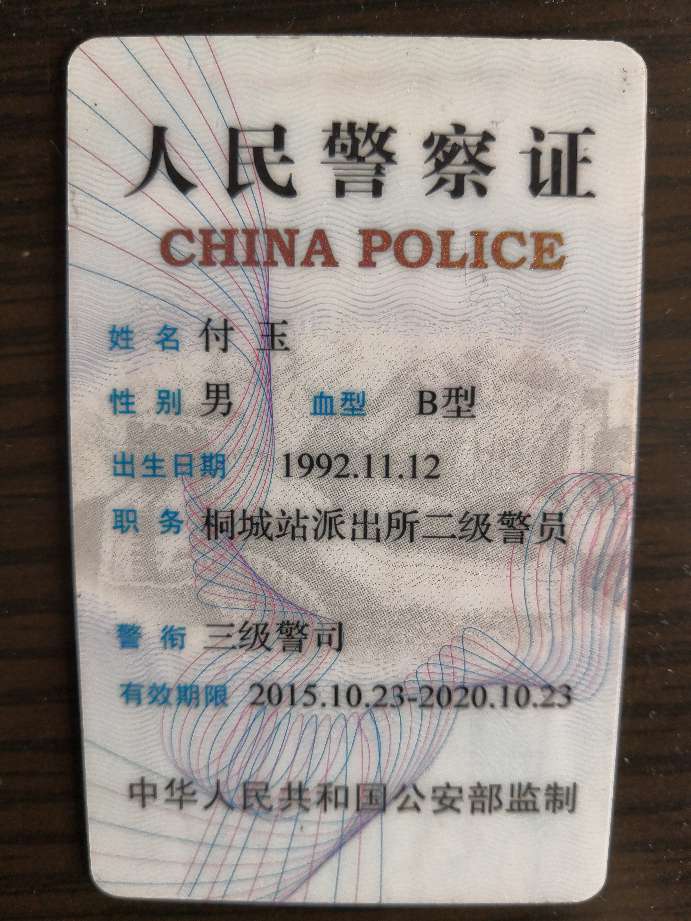 人民警察证
CHINA POLICE
姓名 付玉
性别 男 血型 B型
出生日期 1992.11.12
职务 桐城站派出所二级警员
警衔 三级警司
有效期限 2015.10.23-2020.10.23
中华人民共和国公安部监制